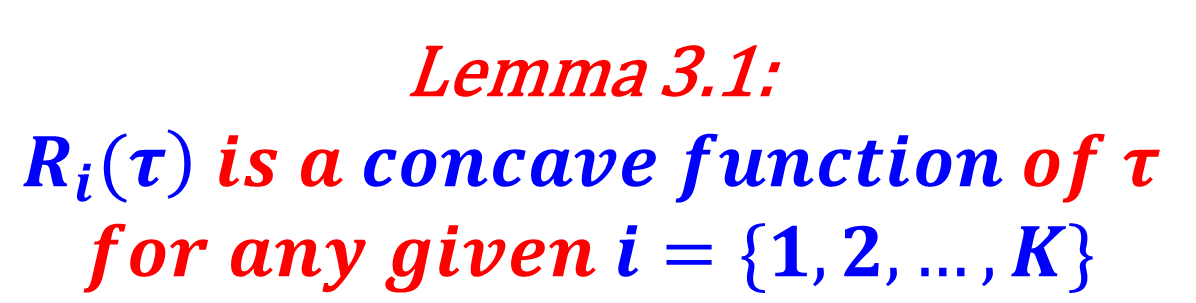 Lemma 3.1:
Rᵢ(τ) is a concave function of τ
for any given i = {1, 2, … , K}